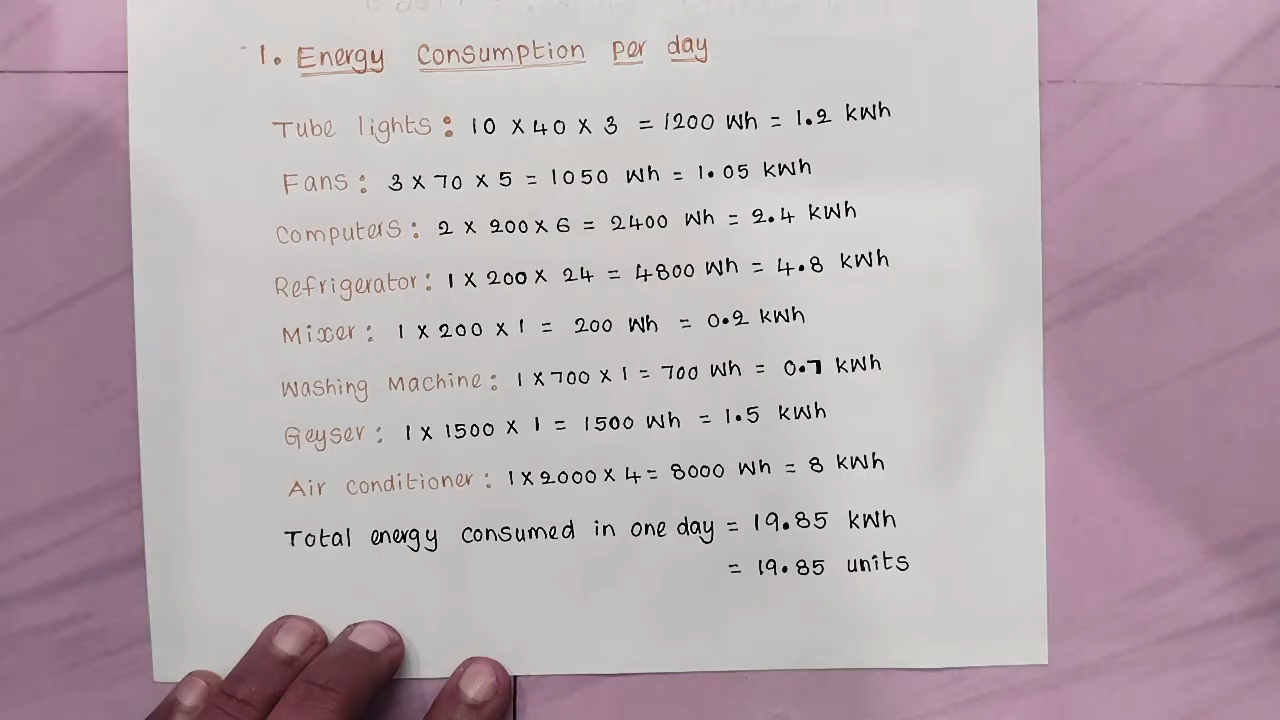 1. Energy Consumption per day
Tube lights : 10 X 40 X 3 = 1200 Wh = 1.2 kWh
Fans : 3 X 70 X 5 = 1050 Wh = 1.05 kWh
Computers : 2 X 200 X 6 = 2400 Wh = 2.4 kWh
Refrigerator : 1 X 200 X 24 = 4800 Wh = 4.8 kWh
Mixer : 1 X 200 X 1 = 200 Wh = 0.2 kWh
Washing Machine : 1 X 700 X 1 = 700 Wh = 0.7 kWh
Geyser : 1 X 1500 X 1 = 1500 Wh = 1.5 kWh
Air conditioner : 1 X 2000 X 4 = 8000 Wh = 8 kWh
Total energy consumed in one day = 19.85 kWh
= 19.85 units